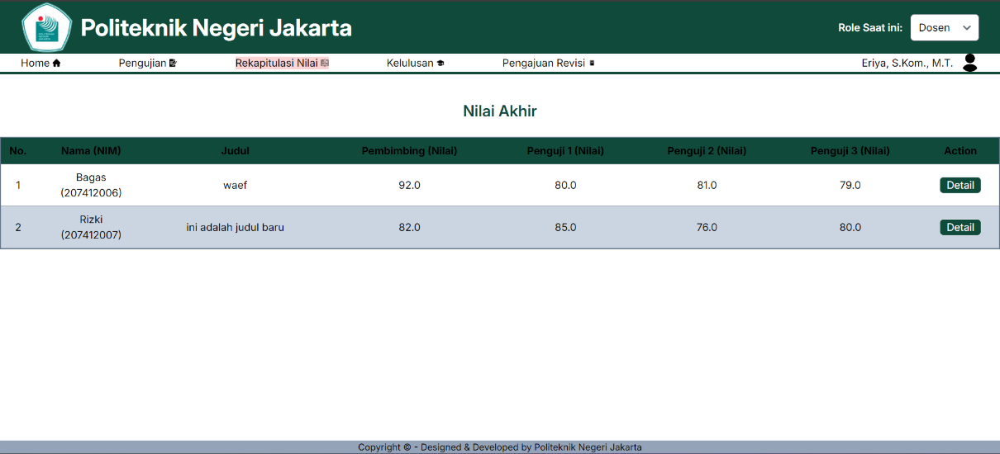 Politeknik Negeri Jakarta
Role Saat ini: Dosen
Home Pengujian Rekapitulasi Nilai Kelulusan Pengajuan Revisi Eriya, S.Kom., M.T.
Nilai Akhir
No. Nama (NIM) Judul Pembimbing (Nilai) Penguji 1 (Nilai) Penguji 2 (Nilai) Penguji 3 (Nilai) Action
1 Bagas (207412006) waef 92.0 80.0 81.0 79.0 Detail
2 Rizki (207412007) ini adalah judul baru 82.0 85.0 76.0 80.0 Detail
Copyright © - Designed & Developed by Politeknik Negeri Jakarta